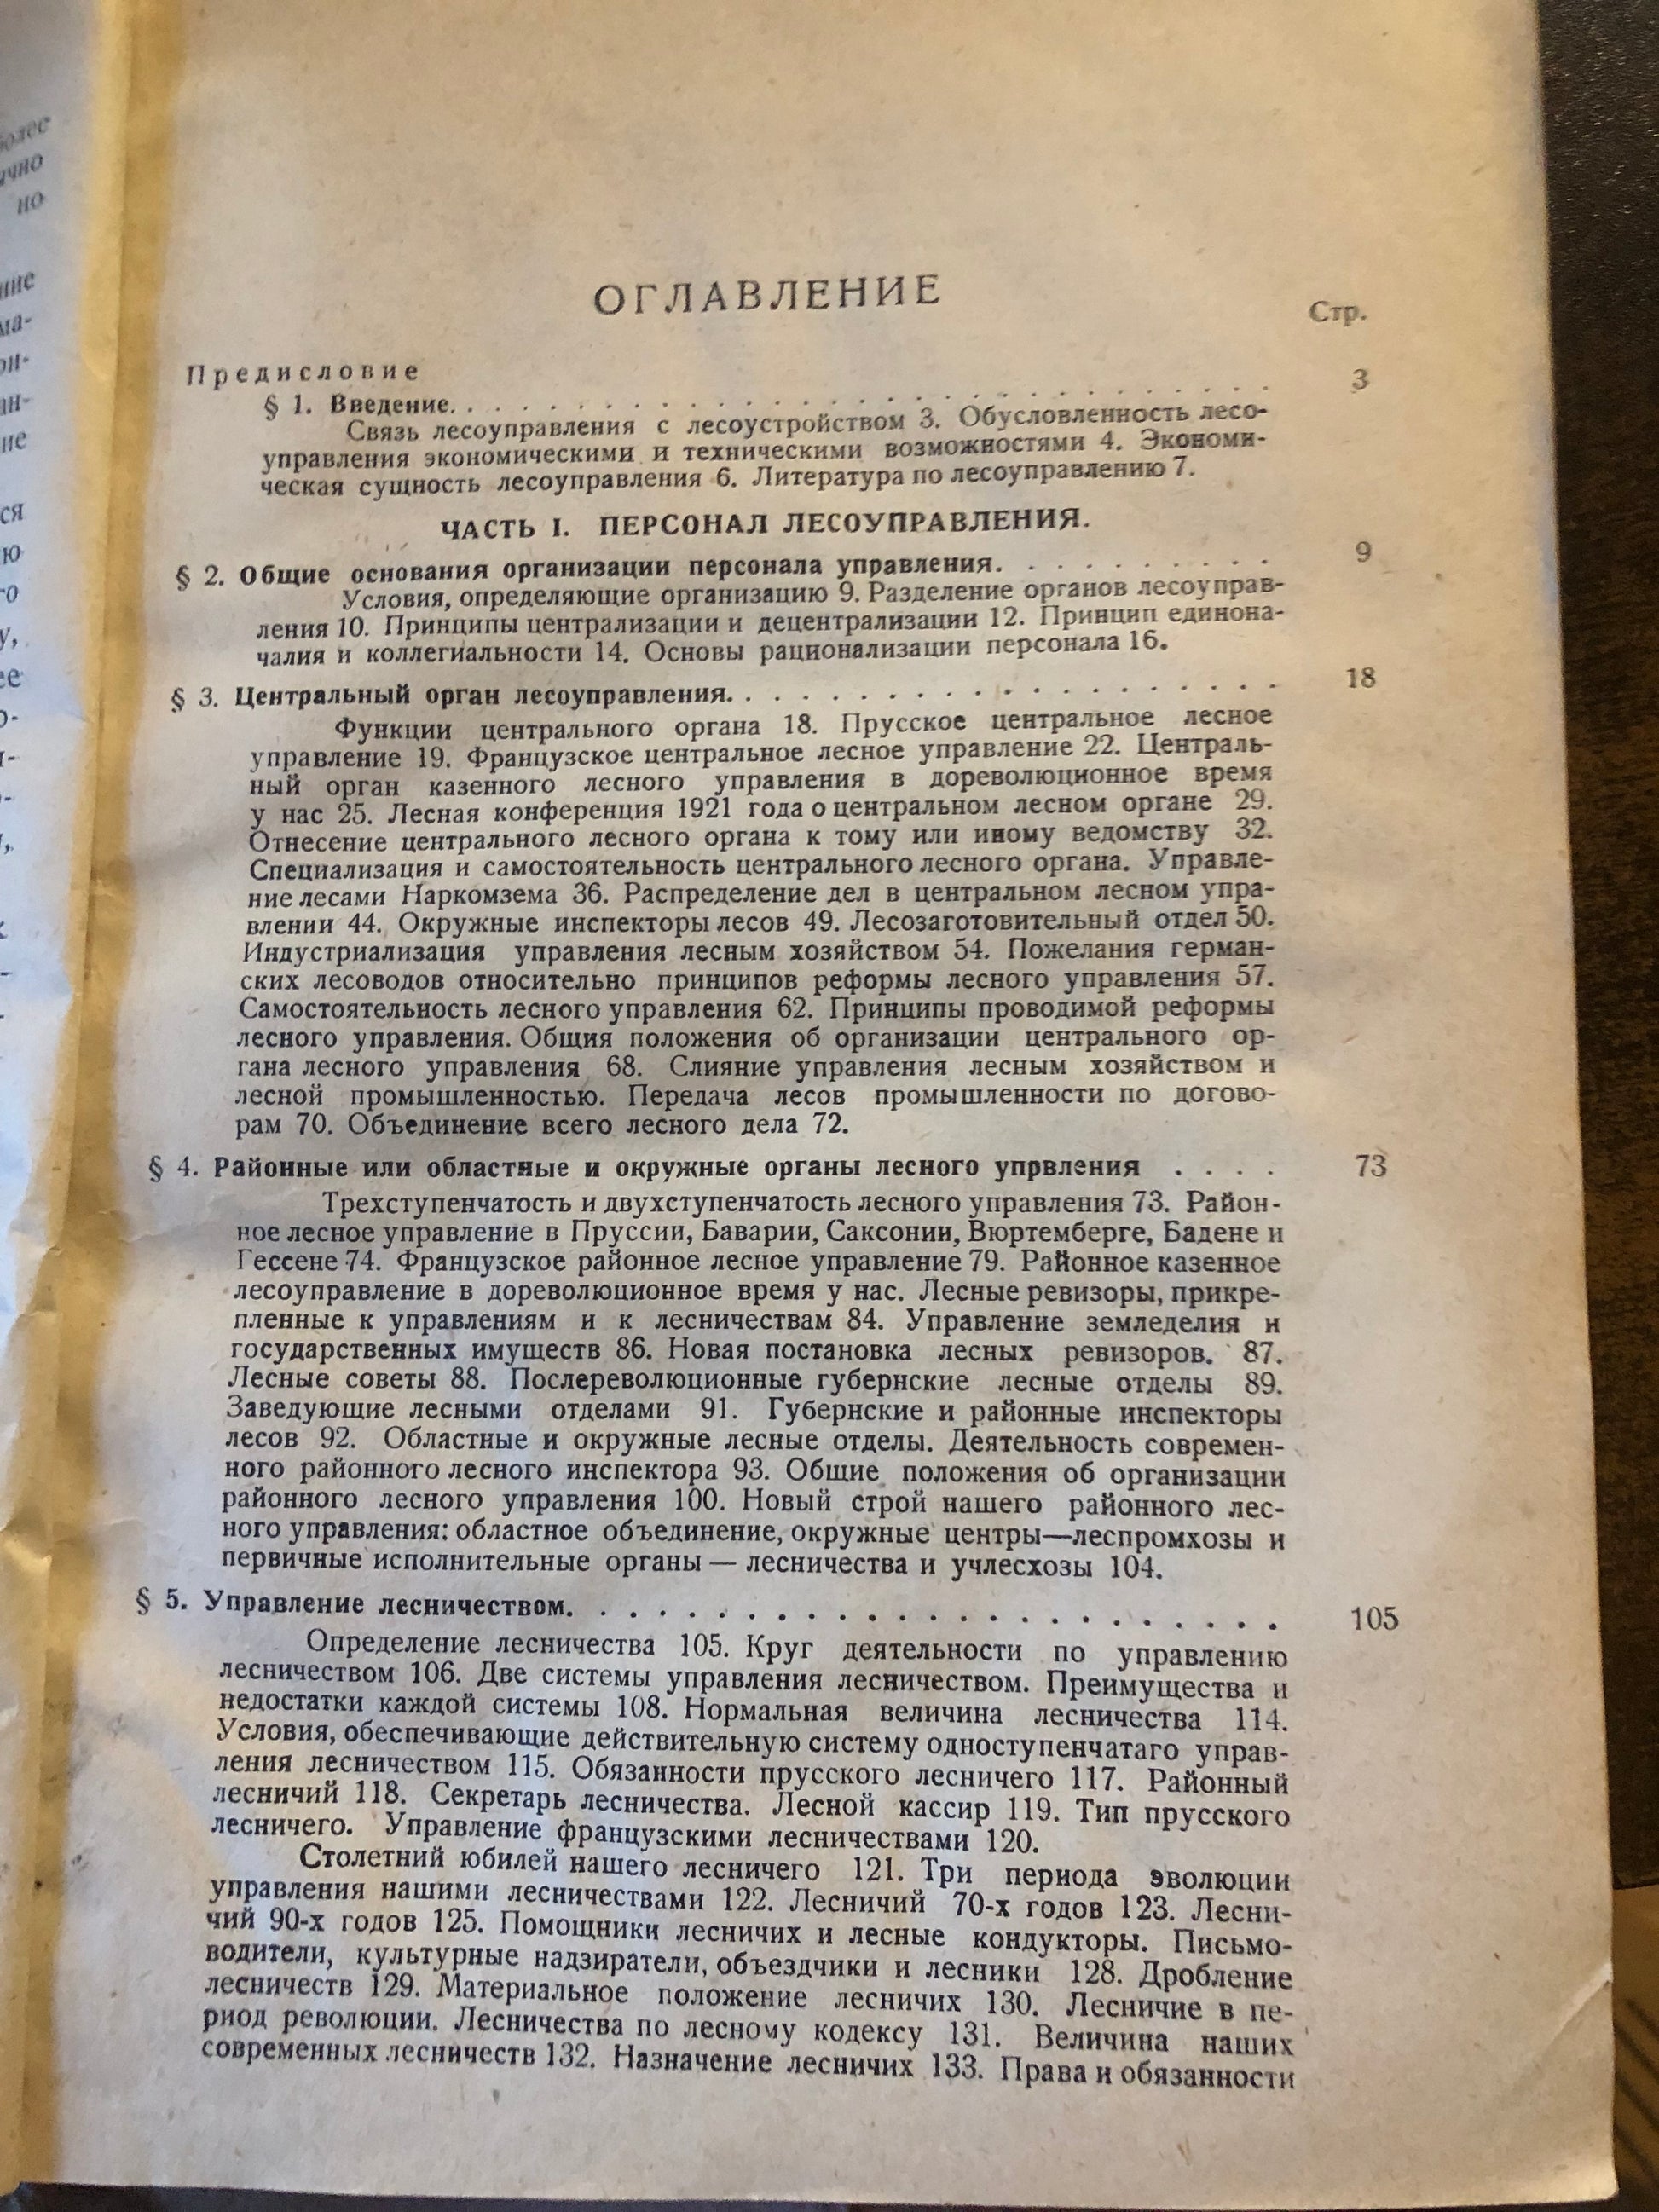 более
ычно
но
ние
ма-
ри-
ан-
ие
ся
ю
го
у,
ее
о-
и-
о-
и,
ОГЛАВЛЕНИЕ
Стр.
Предисловие
§ 1. Введение. . . . . . . . . . . . . . . . . . . . . . . . . . . . 3
Связь лесоуправления с лесоустройством 3. Обусловленность лесо-
управления экономическими и техническими возможностями 4. Экономи-
ческая сущность лесоуправления 6. Литература по лесоуправлению 7.
ЧАСТЬ I. ПЕРСОНАЛ ЛЕСОУПРАВЛЕНИЯ.
§ 2. Общие основания организации персонала управления. . . . . . . . . . 9
Условия, определяющие организацию 9. Разделение органов лесоуправ-
ления 10. Принципы централизации и децентрализации 12. Принцип единона-
чалия и коллегиальности 14. Основы рационализации персонала 16.
§ 3. Центральный орган лесоуправления. . . . . . . . . . . . . . . . . . . 18
Функции центрального органа 18. Прусское центральное лесное
управление 19. Французское центральное лесное управление 22. Централь-
ный орган казенного лесного управления в дореволюционное время
у нас 25. Лесная конференция 1921 года о центральном лесном органе 29.
Отнесение центрального лесного органа к тому или иному ведомству 32.
Специализация и самостоятельность центрального лесного органа. Управле-
ние лесами Наркомзема 36. Распределение дел в центральном лесном упра-
влении 44. Окружные инспекторы лесов 49. Лесозаготовительный отдел 50.
Индустриализация управления лесным хозяйством 54. Пожелания герман-
ских лесоводов относительно принципов реформы лесного управления 57.
Самостоятельность лесного управления 62. Принципы проводимой реформы
лесного управления. Общия положения об организации центрального ор-
гана лесного управления 68. Слияние управления лесным хозяйством и
лесной промышленностью. Передача лесов промышленности по догово-
рам 70. Объединение всего лесного дела 72.
§ 4. Районные или областные и окружные органы лесного упрвления . . . . 73
Трехступенчатость и двухступенчатость лесного управления 73. Район-
ное лесное управление в Пруссии, Баварии, Саксонии, Вюртемберге, Бадене и
Гессене 74. Французское районное лесное управление 79. Районное казенное
лесоуправление в дореволюционное время у нас. Лесные ревизоры, прикре-
пленные к управлениям и к лесничествам 84. Управление земледелия и
государственных имуществ 86. Новая постановка лесных ревизоров. 87.
Лесные советы 88. Послереволюционные губернские лесные отделы 89.
Заведующие лесными отделами 91. Губернские и районные инспекторы
лесов 92. Областные и окружные лесные отделы. Деятельность современ-
ного районного лесного инспектора 93. Общие положения об организации
районного лесного управления 100. Новый строй нашего районного лес-
ного управления: областное объединение, окружные центры—леспромхозы и
первичные исполнительные органы — лесничества и учлесхозы 104.
§ 5. Управление лесничеством. . . . . . . . . . . . . . . . . . . . . . . . 105
Определение лесничества 105. Круг деятельности по управлению
лесничеством 106. Две системы управления лесничеством. Преимущества и
недостатки каждой системы 108. Нормальная величина лесничества 114.
Условия, обеспечивающие действительную систему одноступенчатаго управ-
ления лесничеством 115. Обязанности прусского лесничего 117. Районный
лесничий 118. Секретарь лесничества. Лесной кассир 119. Тип прусского
лесничего. Управление французскими лесничествами 120.
Столетний юбилей нашего лесничего 121. Три периода эволюции
управления нашими лесничествами 122. Лесничий 70-х годов 123. Лесни-
чий 90-х годов 125. Помощники лесничих и лесные кондукторы. Письмо-
водители, культурные надзиратели, объездчики и лесники 128. Дробление
лесничеств 129. Материальное положение лесничих 130. Лесничие в пе-
риод революции. Лесничества по лесному кодексу 131. Величина наших
современных лесничеств 132. Назначение лесничих 133. Права и обязанности